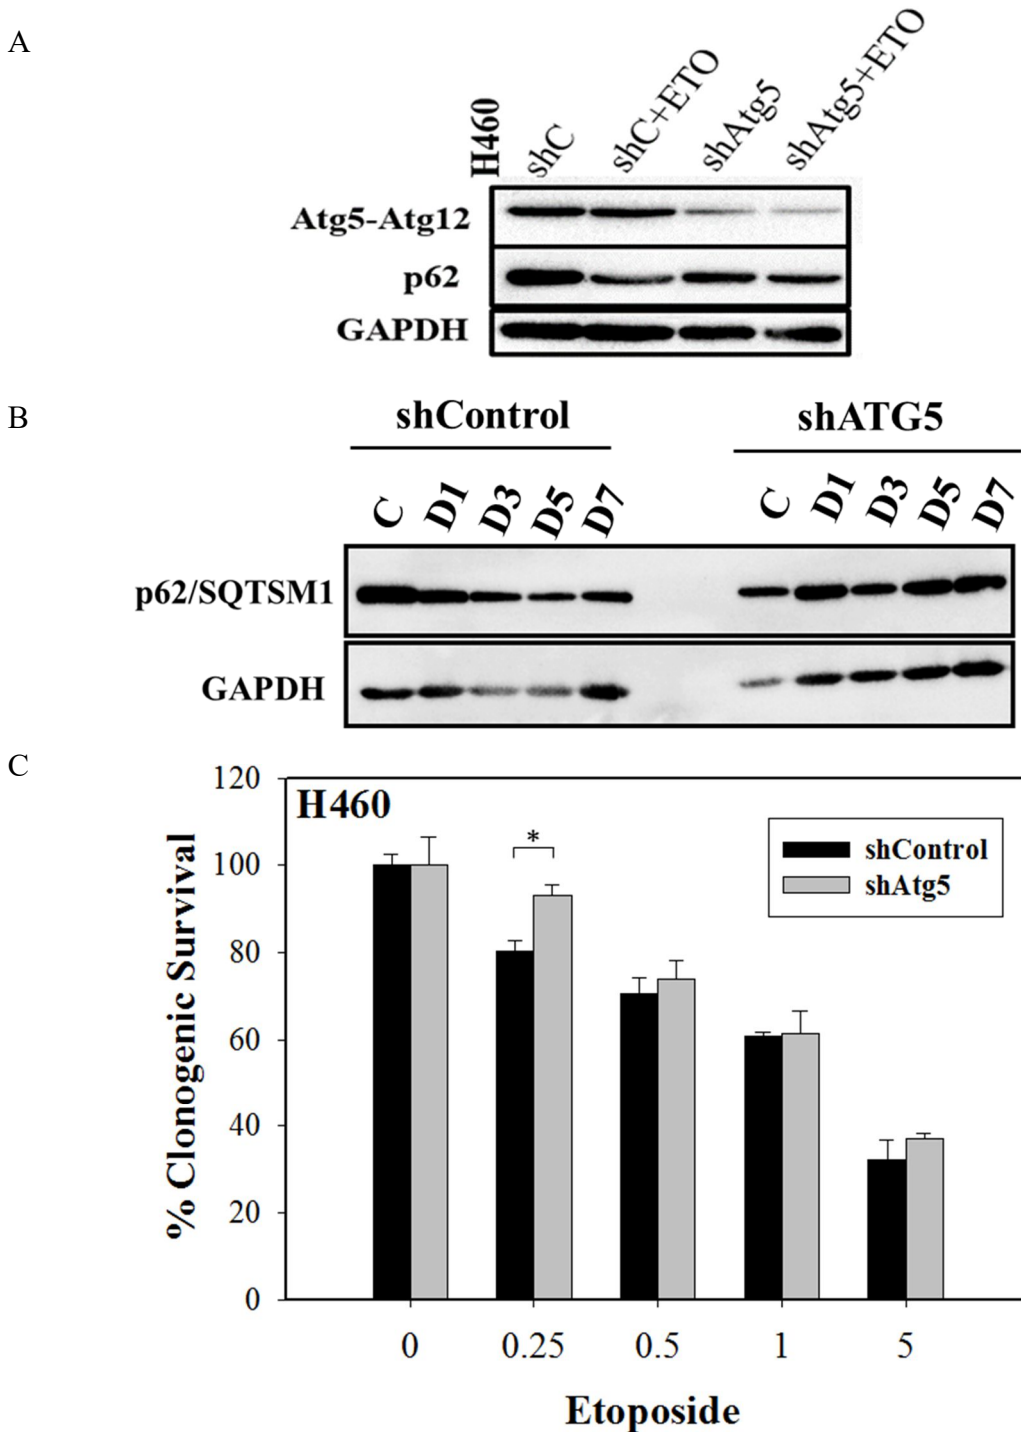 A
H460
shC
shC+ETO
shAtg5
shAtg5+ETO
Atg5-Atg12
p62
GAPDH
B
shControl
shATG5
C D1 D3 D5 D7
C D1 D3 D5 D7
p62/SQTSM1
GAPDH
C
120
100
80
60
40
20
0
% Clonogenic Survival
H460
*
shControl
shAtg5
0 0.25 0.5 1 5
Etoposide